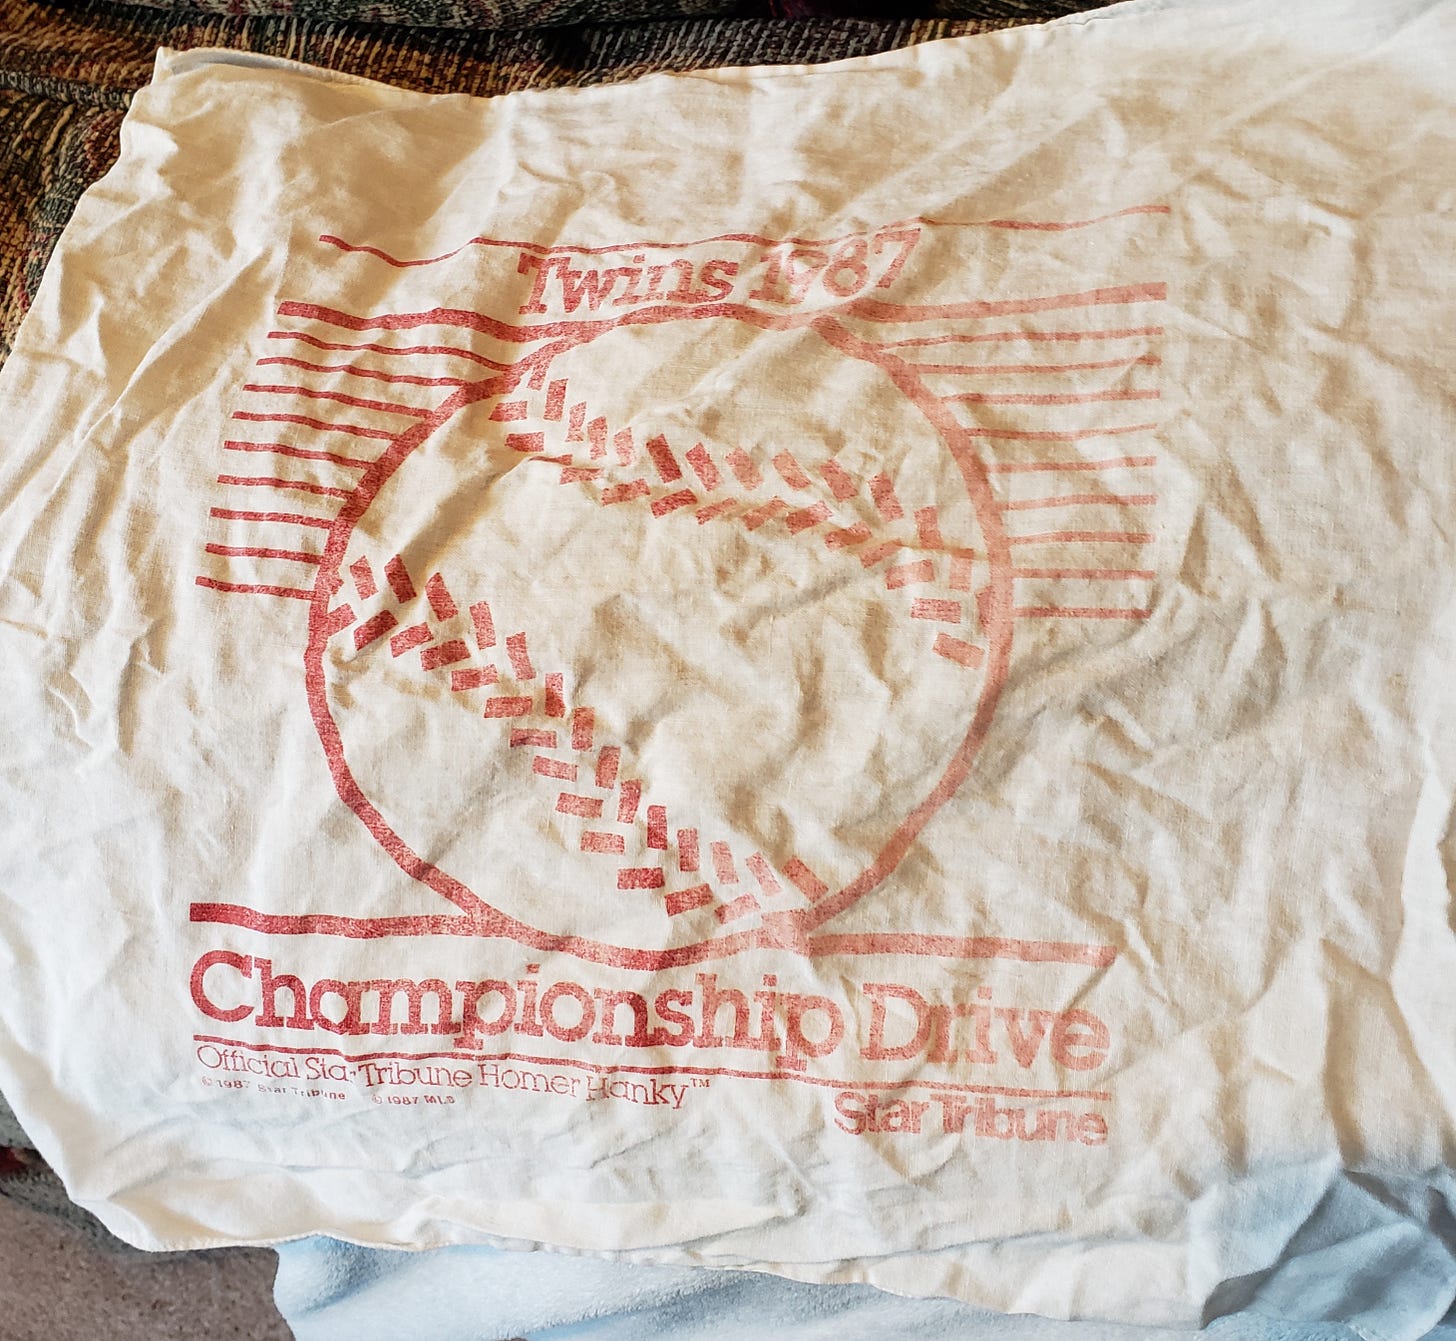 Twins 1987
Championship Drive
Official Star Tribune Homer Hanky™
© 1987 Star Tribune © 1987 MLB
Star Tribune